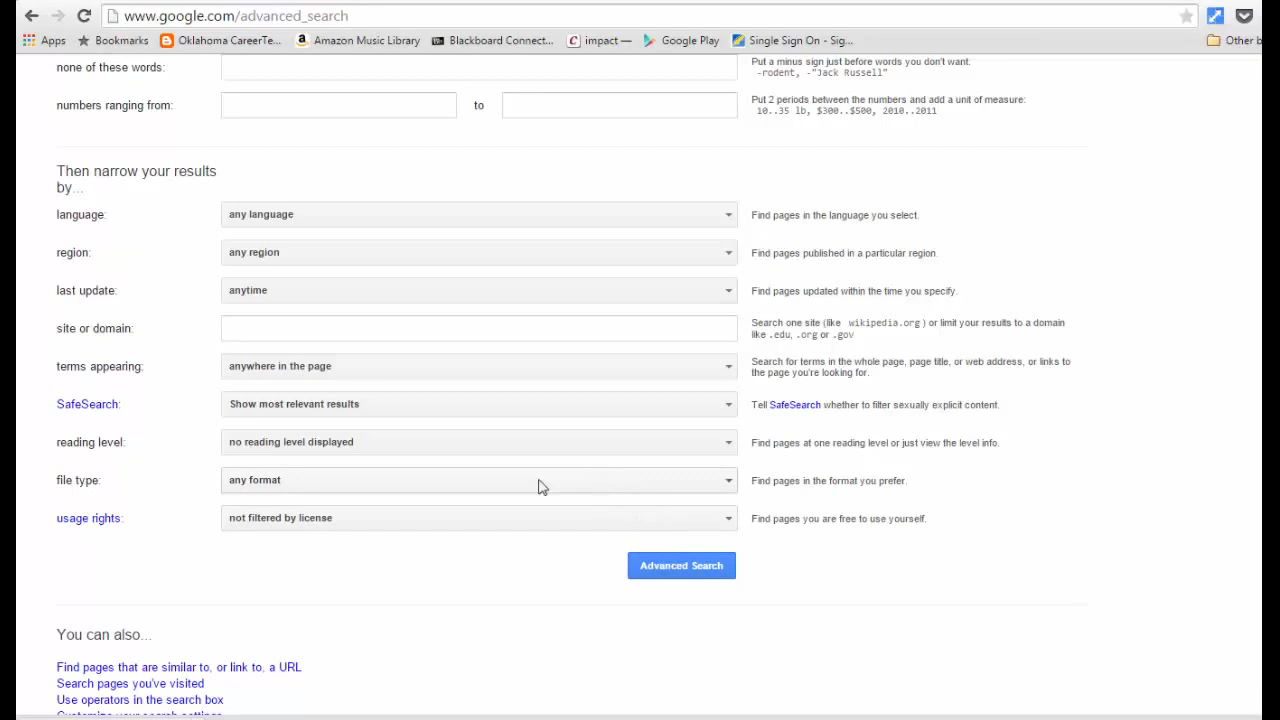 www.google.com/advanced_search
Apps Bookmarks Oklahoma CareerTe... Amazon Music Library Blackboard Connect... impact — Google Play Single Sign On - Sig... Other b
none of these words:
Put a minus sign just before words you don't want:
-rodent, -"Jack Russell"
numbers ranging from:
to
Put 2 periods between the numbers and add a unit of measure:
10..35 lb, $300..$500, 2010..2011
Then narrow your results
by...
language:
any language
Find pages in the language you select.
region:
any region
Find pages published in a particular region.
last update:
anytime
Find pages updated within the time you specify.
site or domain:
Search one site (like wikipedia.org ) or limit your results to a domain
like .edu, .org or .gov
terms appearing:
anywhere in the page
Search for terms in the whole page, page title, or web address, or links to
the page you're looking for.
SafeSearch:
Show most relevant results
Tell SafeSearch whether to filter sexually explicit content.
reading level:
no reading level displayed
Find pages at one reading level or just view the level info.
file type:
any format
Find pages in the format you prefer.
usage rights:
not filtered by license
Find pages you are free to use yourself.
Advanced Search
You can also...
Find pages that are similar to, or link to, a URL
Search pages you've visited
Use operators in the search box
Customize your search settings